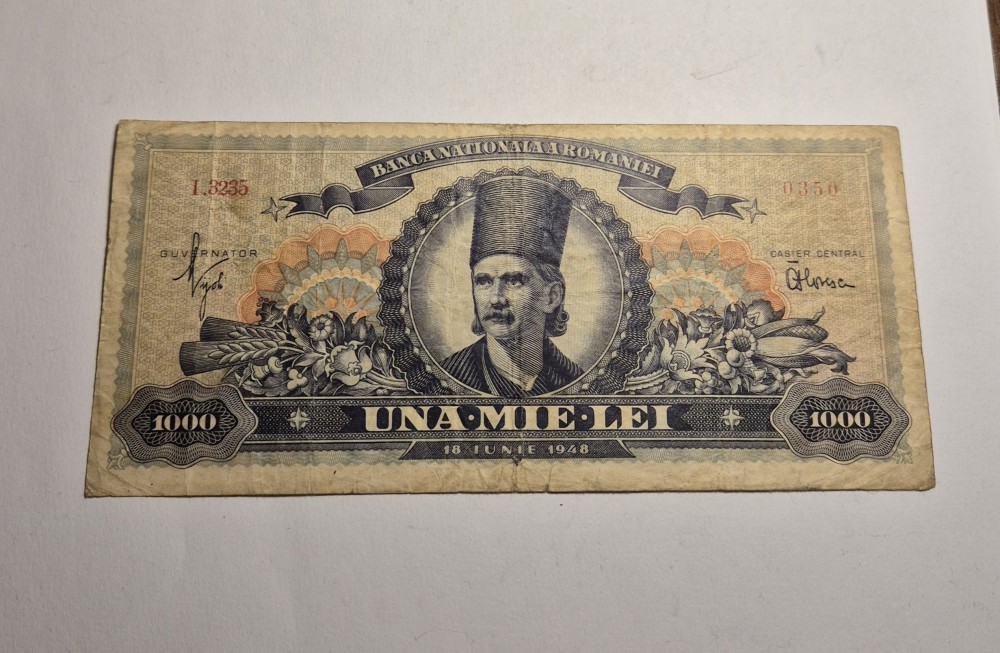 BANCA NATIONALA A ROMANIEI
I.3235
0350
GUVERNATOR
CASIER CENTRAL
1000
UNA·MIE·LEI
1000
18 IUNIE 1948